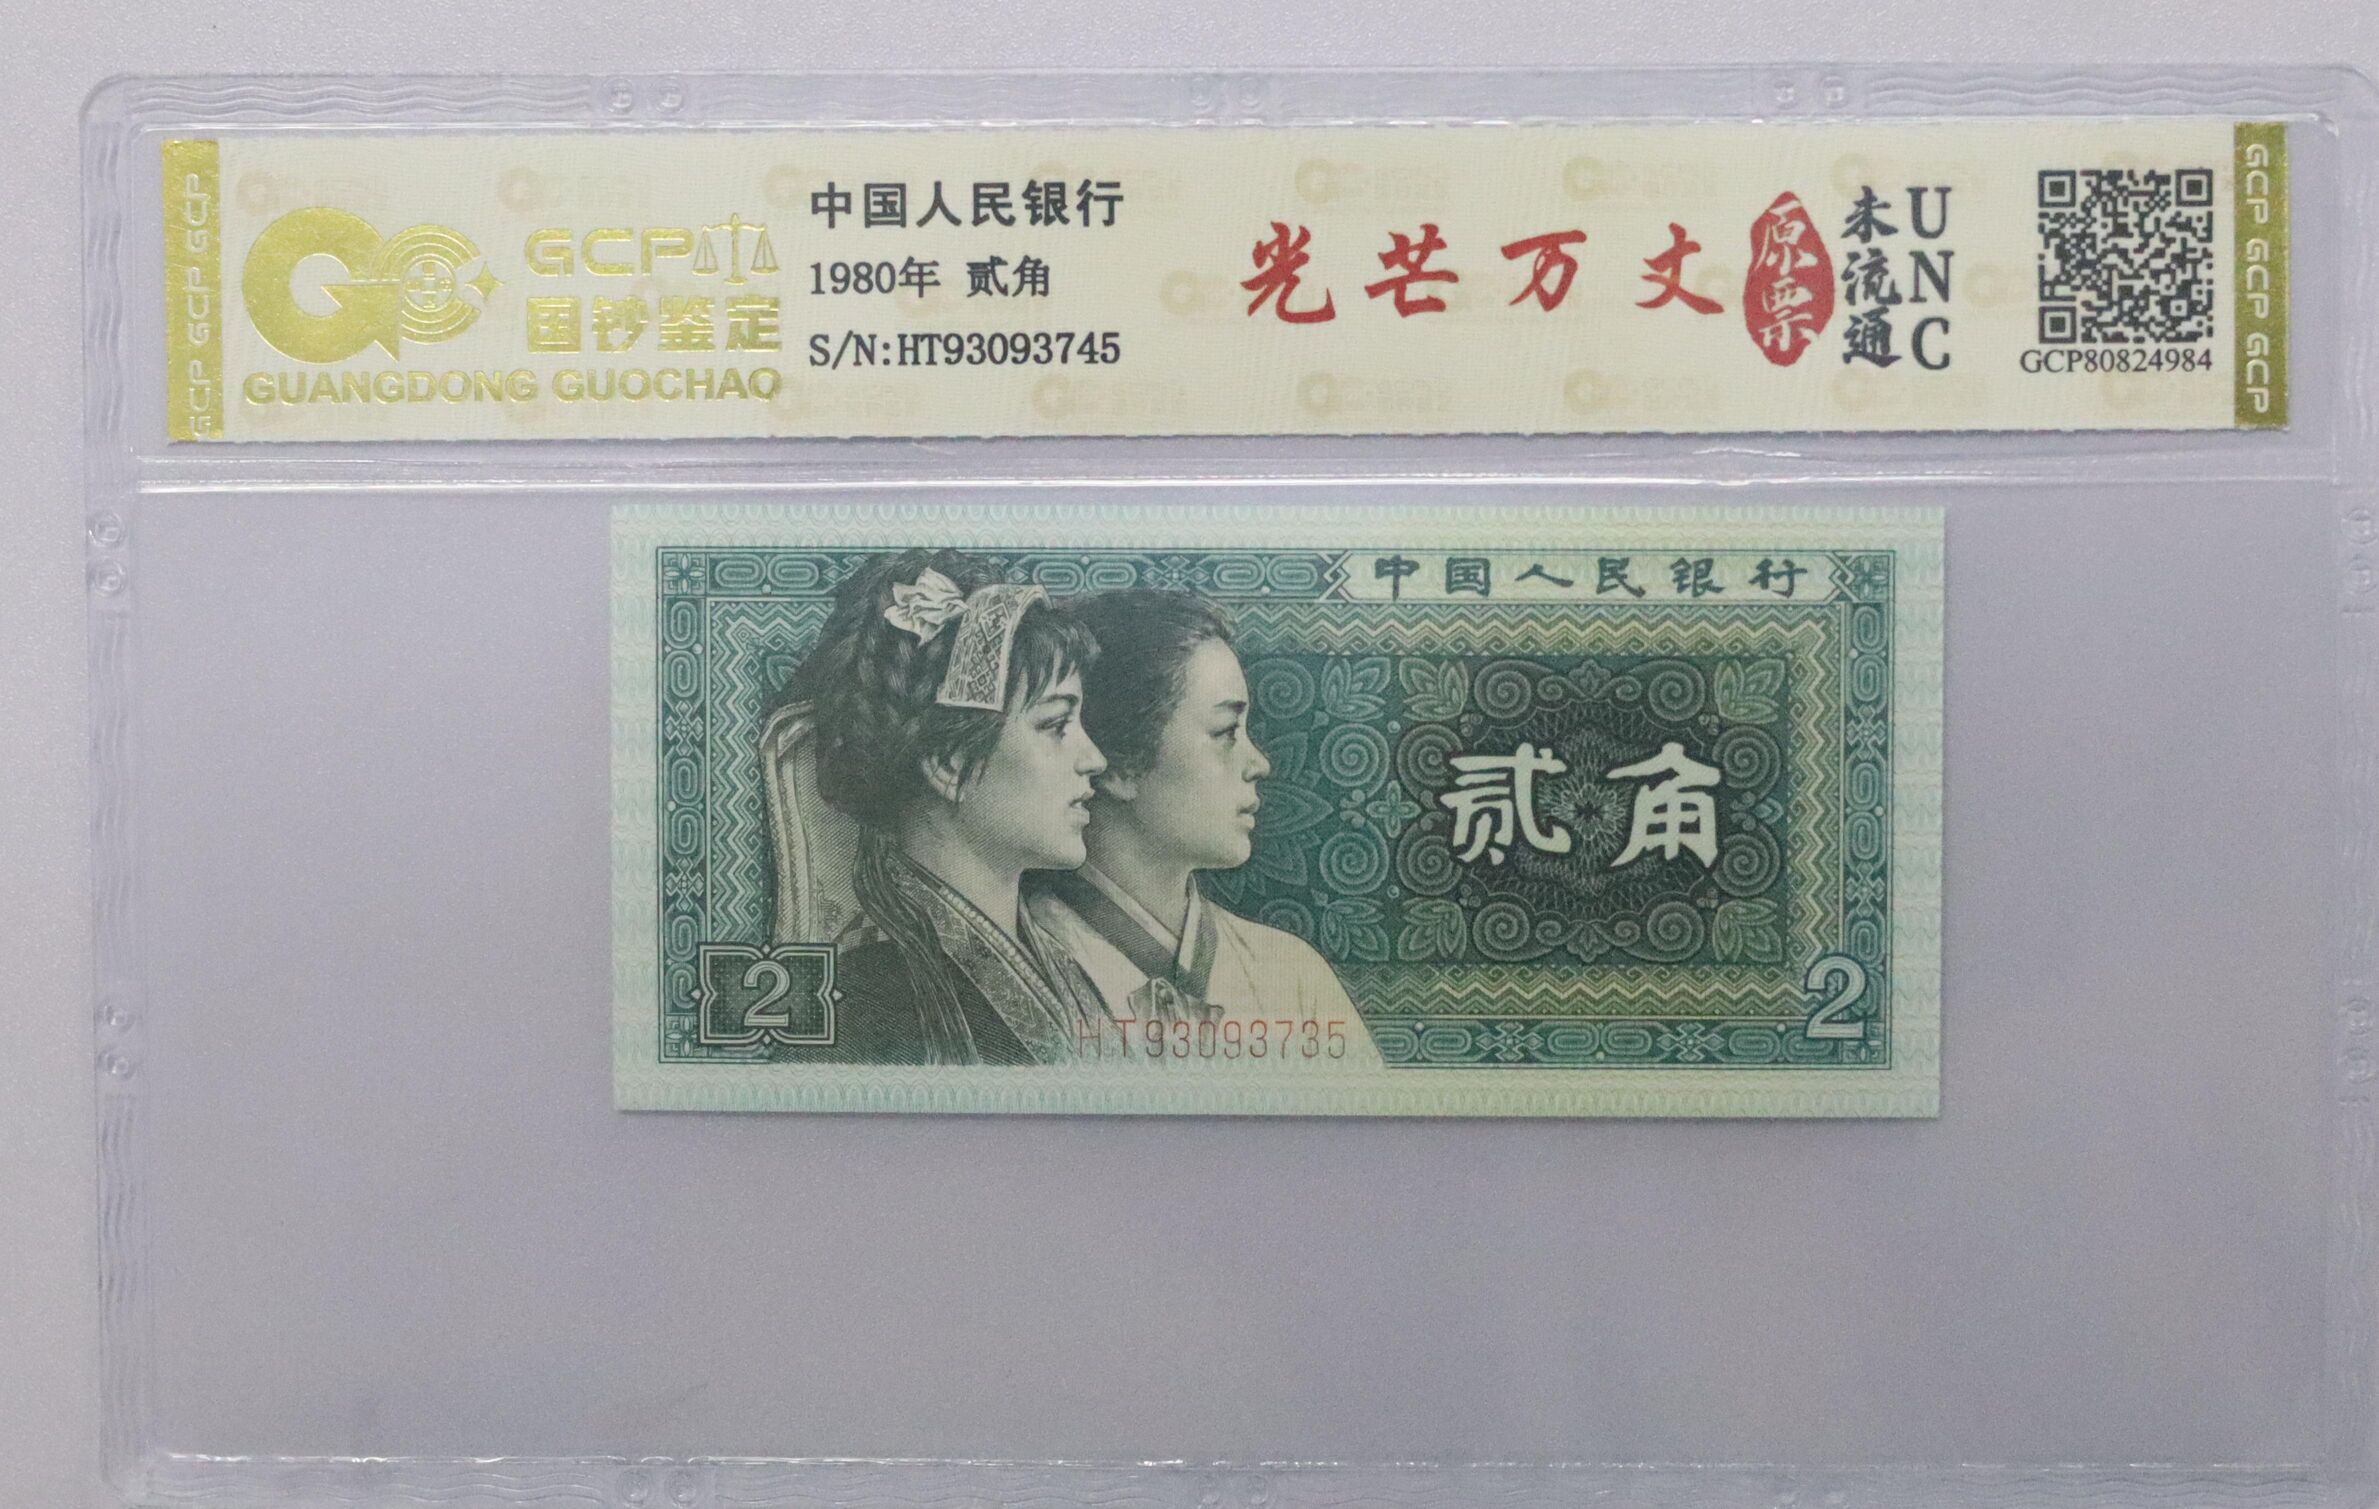 GCP GCP GCP
GCP
国钞鉴定
GUANGDONG GUOCHAO
中国人民银行
1980年 贰角
S/N:HT93093745
光芒万丈
原票
未流通
UNC
GCP80824984
GCP GCP GCP
中国人民银行
贰角
2
2
HT93093735